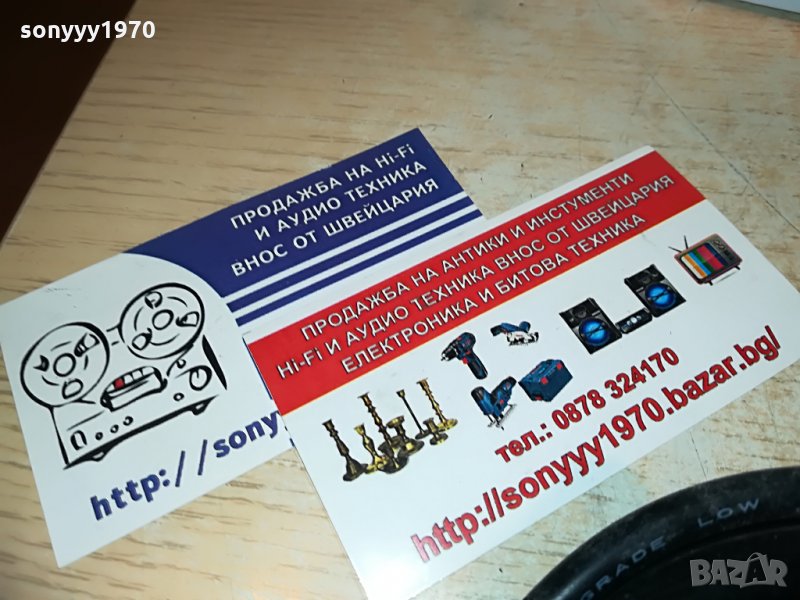 sonyyy1970
ПРОДАЖБА НА Hi-Fi
И АУДИО ТЕХНИКА
ВНОС ОТ ШВЕЙЦАРИЯ
http://sony
ПРОДАЖБА НА АНТИКИ И ИНСТУМЕНТИ
Hi-Fi И АУДИО ТЕХНИКА ВНОС ОТ ШВЕЙЦАРИЯ
ЕЛЕКТРОНИКА И БИТОВА ТЕХНИКА
тел.: 0878 324170
http://sonyyy1970.bazar.bg/
GRADE LOW
BAZAR